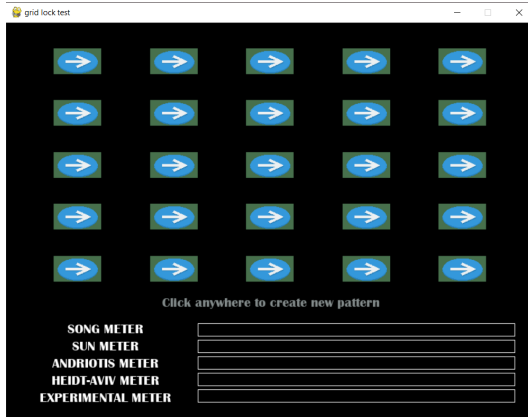 grid lock test
Click anywhere to create new pattern
SONG METER
SUN METER
ANDRIOTIS METER
HEIDT-AVIV METER
EXPERIMENTAL METER